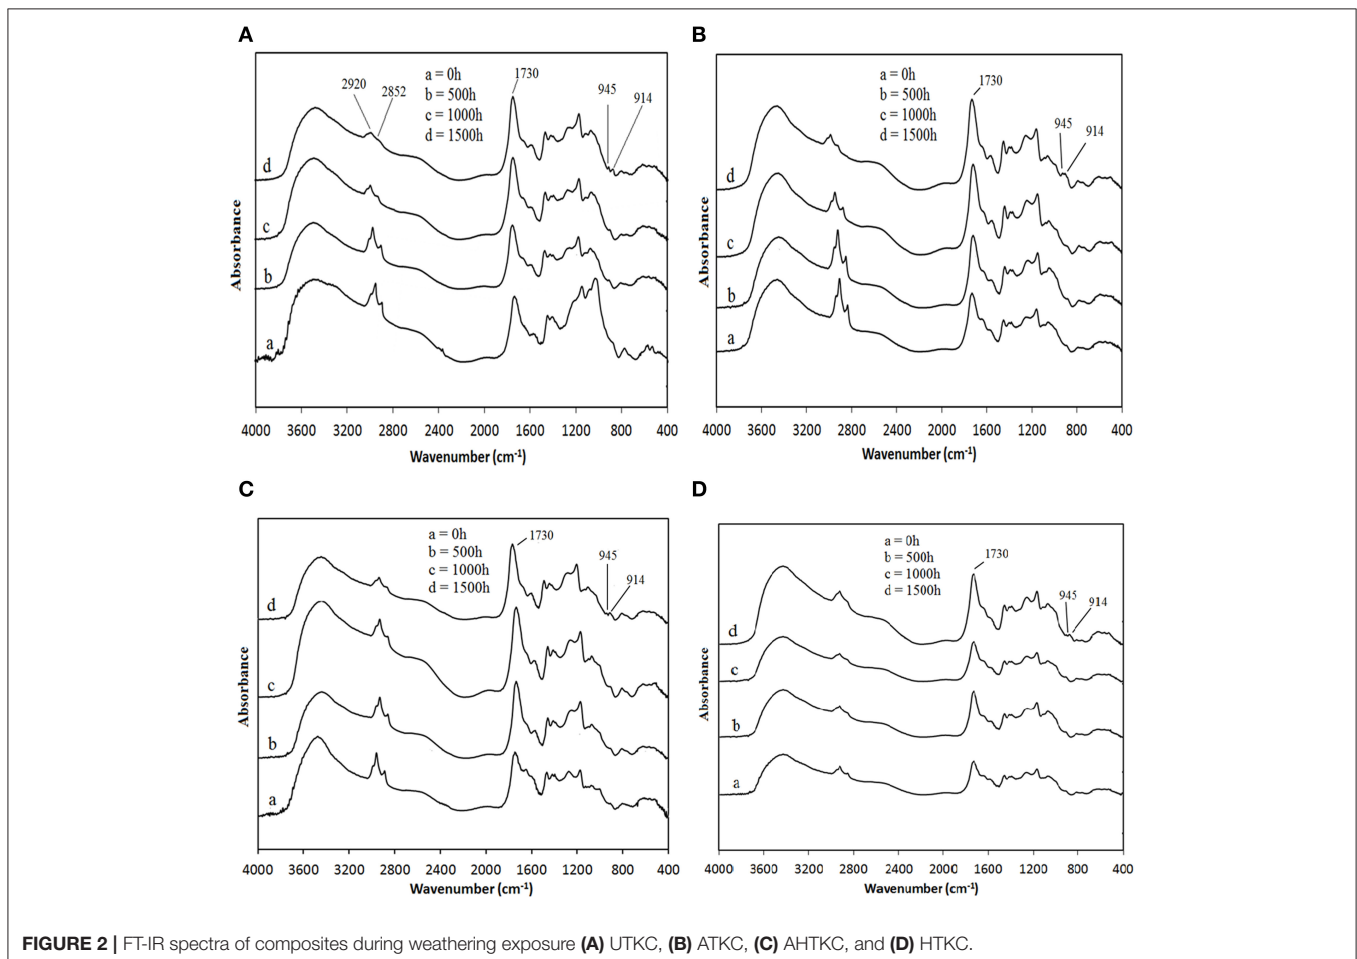 A
2920
2852
a = 0h
b = 500h
c = 1000h
d = 1500h
1730
945
914
d
c
b
a
Absorbance
4000 3600 3200 2800 2400 2000 1600 1200 800 400
Wavenumber (cm-1)
B
a = 0h
b = 500h
c = 1000h
d = 1500h
1730
945
914
d
c
b
a
Absorbance
4000 3600 3200 2800 2400 2000 1600 1200 800 400
Wavenumber (cm-1)
C
a = 0h
b = 500h
c = 1000h
d = 1500h
1730
945
914
d
c
b
a
Absorbance
4000 3600 3200 2800 2400 2000 1600 1200 800 400
Wavenumber (cm-1)
D
a = 0h
b = 500h
c = 1000h
d = 1500h
1730
945
914
d
c
b
a
Absorbance
4000 3600 3200 2800 2400 2000 1600 1200 800 400
Wavenumber (cm-1)
FIGURE 2 | FT-IR spectra of composites during weathering exposure (A) UTKC, (B) ATKC, (C) AHTKC, and (D) HTKC.